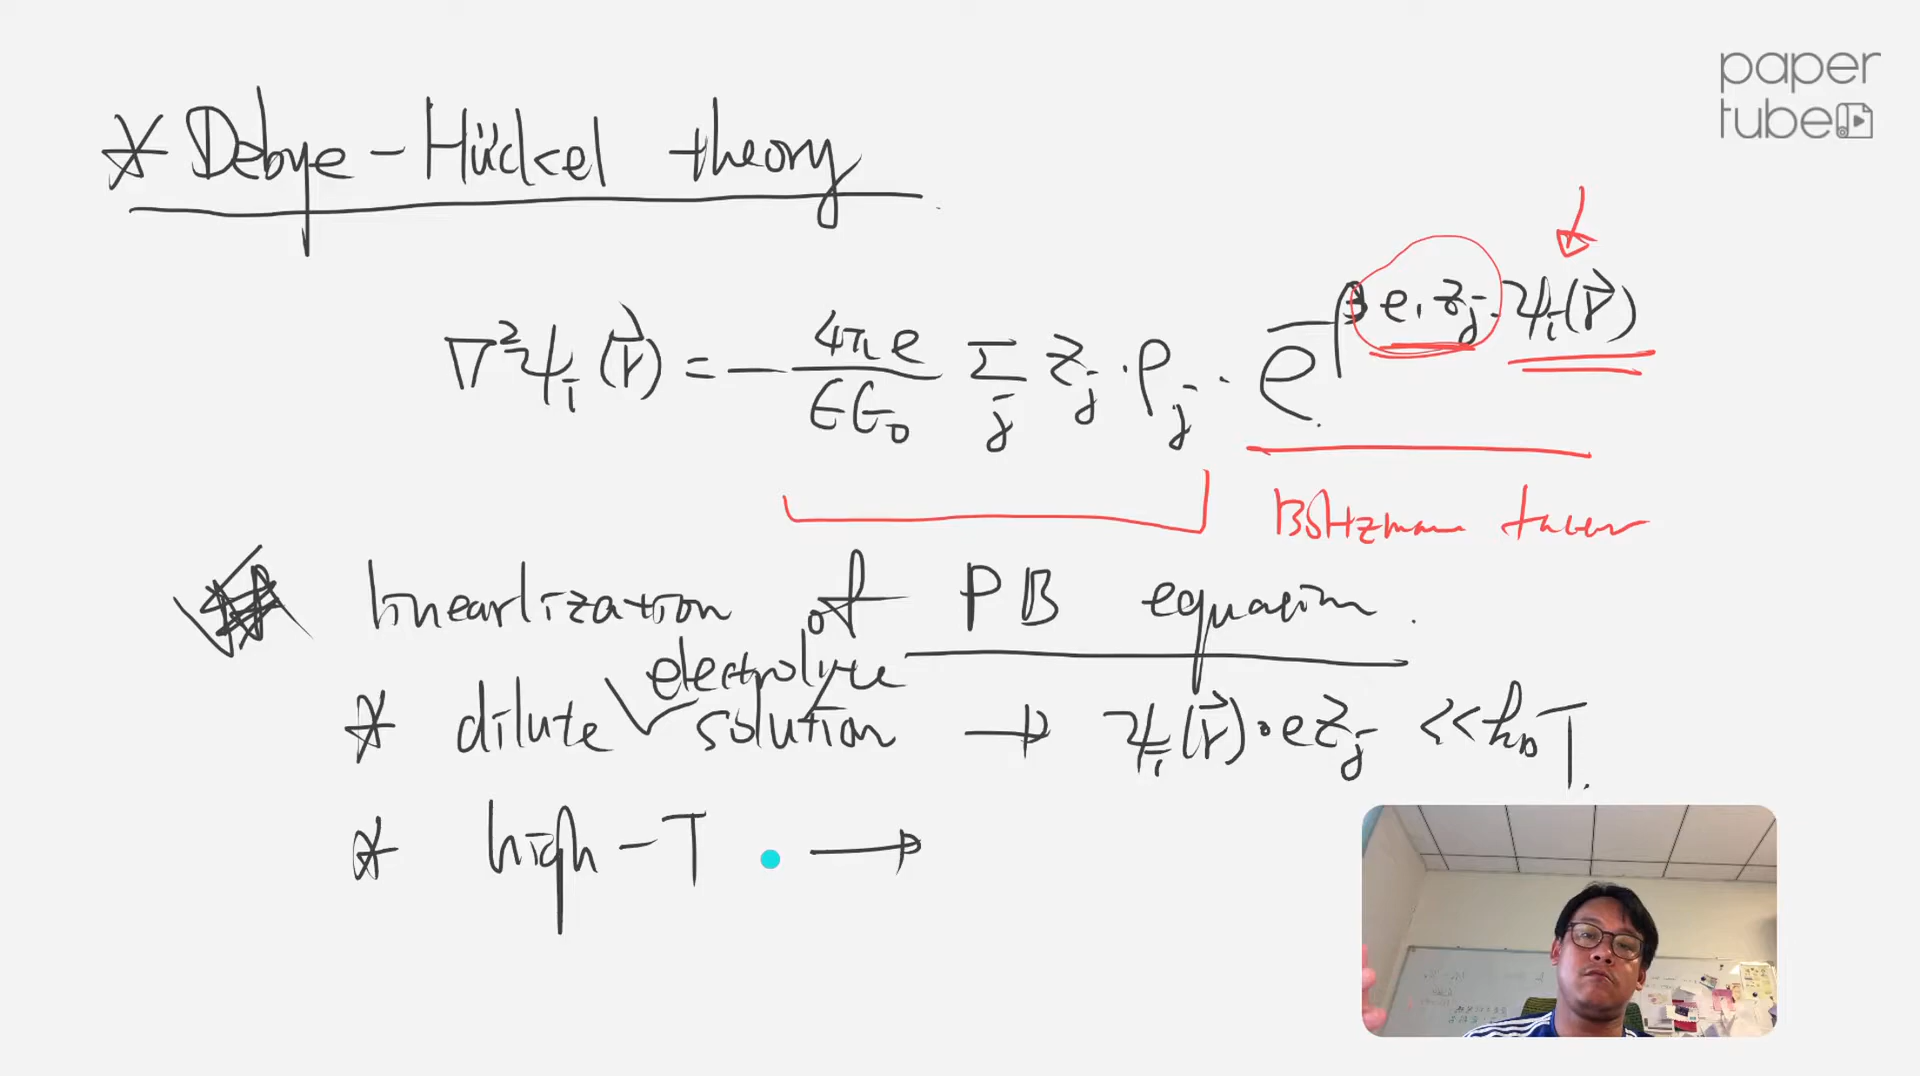 paper
tube
* Debye - Hückel theory
∇²ψᵢ(r⃗) = - 4πe/εε₀ Σⱼ zⱼ · ρⱼ · e^-βe·zⱼ·ψᵢ(r⃗)
Boltzmann factor
linearlization of PB equation.
electrolyte
* dilute ✓ solution → ψᵢ(r⃗)·ezⱼ << k_BT.
* high-T →